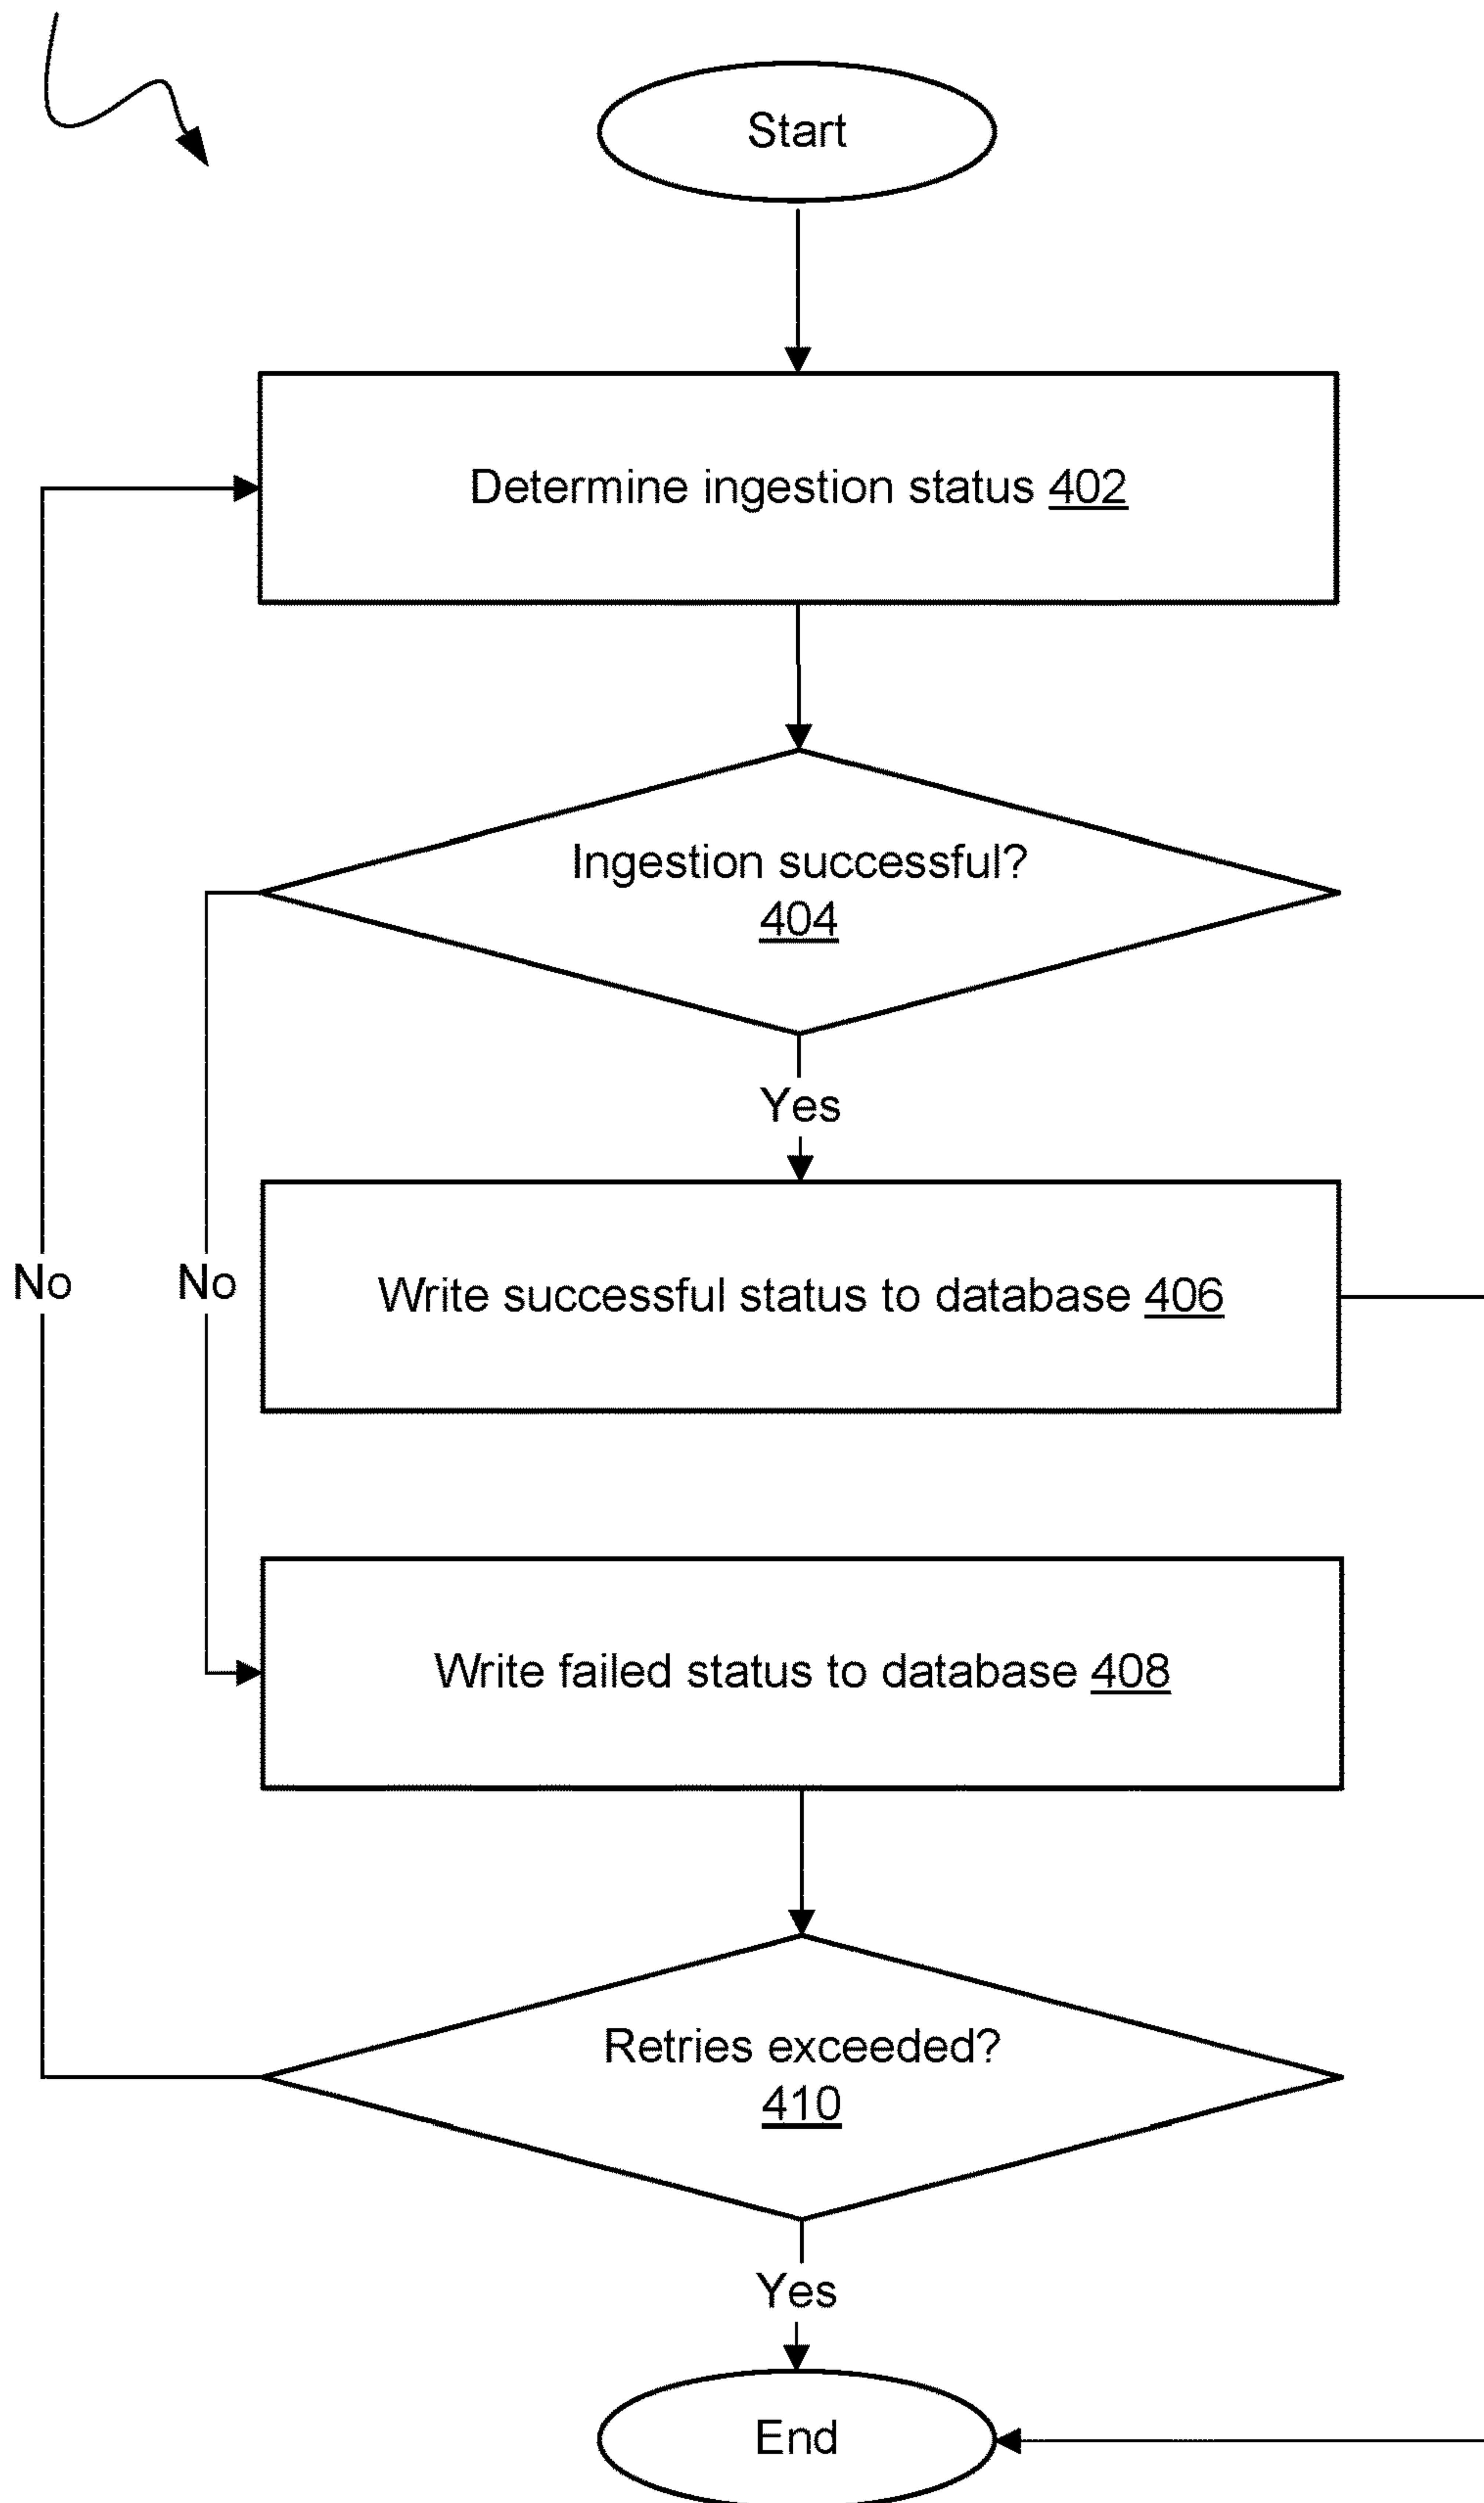 Start
Determine ingestion status 402
Ingestion successful?
404
Yes
No
No
Write successful status to database 406
Write failed status to database 408
Retries exceeded?
410
Yes
End